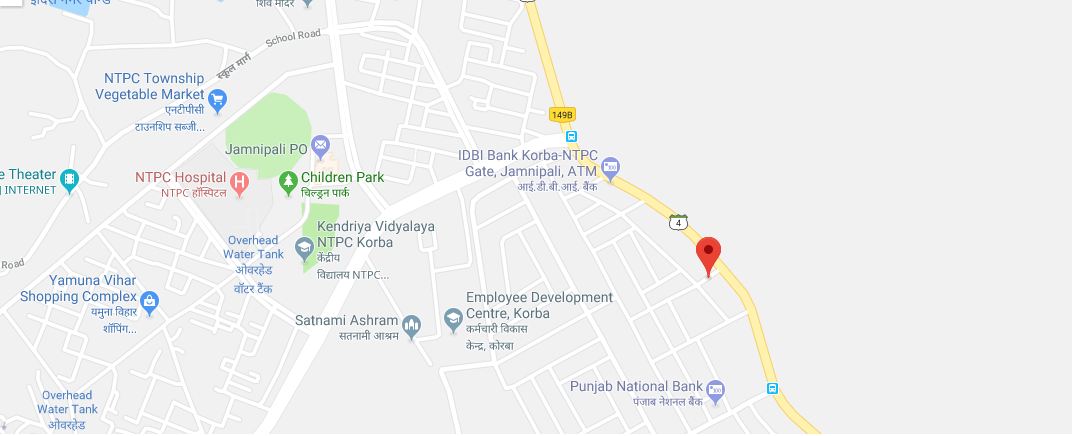 शिव मंदिर
School Road
स्कूल मार्ग
NTPC Township
Vegetable Market
एनटीपीसी
टाउनशिप सब्जी...
149B
Jamnipali PO
IDBI Bank Korba-NTPC
Gate, Jamnipali, ATM
आई.डी.बी.आई. बैंक
e Theater
INTERNET
NTPC Hospital
NTPC हॉस्पिटल
Children Park
चिल्ड्रन पार्क
4
Kendriya Vidyalaya
NTPC Korba
केंद्रीय
विद्यालय NTPC...
Overhead
Water Tank
ओवरहेड
वॉटर टैंक
Road
Yamuna Vihar
Shopping Complex
यमुना विहार
शॉपिंग...
Employee Development
Centre, Korba
कर्मचारी विकास
केन्द्र, कोरबा
Satnami Ashram
सतनामी आश्रम
Punjab National Bank
पंजाब नेशनल बैंक
Overhead
Water Tank
ओवरहेड